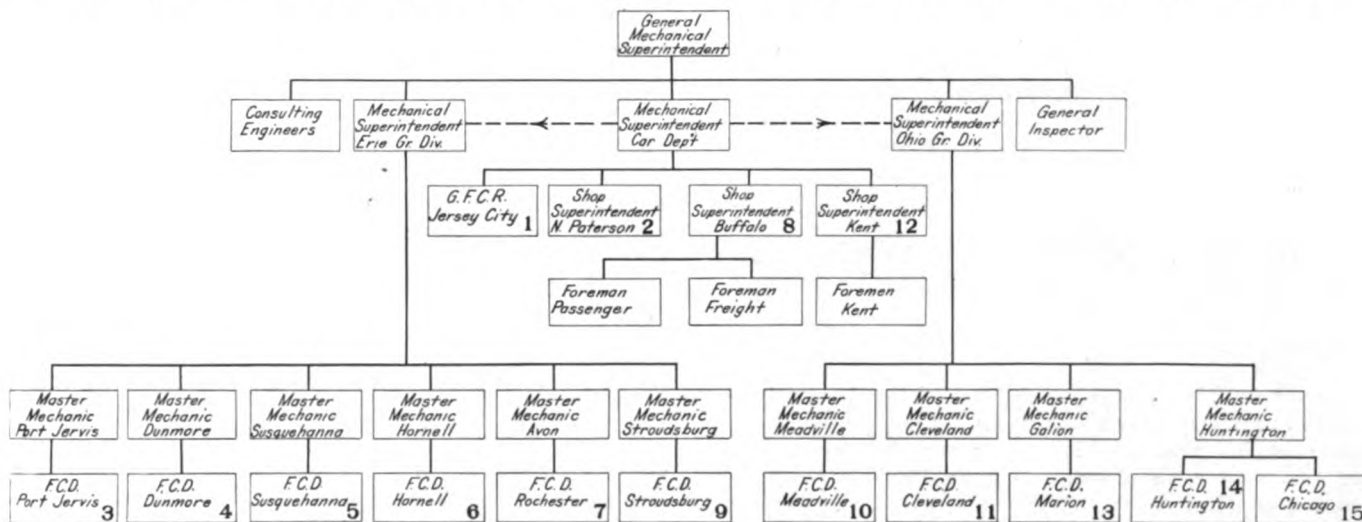 General
Mechanical
Superintendent
Consulting
Engineers
Mechanical
Superintendent
Erie Gr. Div.
Mechanical
Superintendent
Car Dep't
Mechanical
Superintendent
Ohio Gr. Div.
General
Inspector
G.F.C.R.
Jersey City 1
Shop
Superintendent
N. Paterson 2
Shop
Superintendent
Buffalo 8
Shop
Superintendent
Kent 12
Foreman
Passenger
Foreman
Freight
Foremen
Kent
Master
Mechanic
Port Jervis
Master
Mechanic
Dunmore
Master
Mechanic
Susquehanna
Master
Mechanic
Hornell
Master
Mechanic
Avon
Master
Mechanic
Stroudsburg
Master
Mechanic
Meadville
Master
Mechanic
Cleveland
Master
Mechanic
Galion
Master
Mechanic
Huntington
F.C.D.
Port Jervis 3
F.C.D.
Dunmore 4
F.C.D
Susquehanna 5
F.C.D.
Hornell 6
F.C.D.
Rochester 7
F.C.D.
Stroudsburg 9
F.C.D.
Meadville 10
F.C.D.
Cleveland 11
F.C.D.
Marion 13
F.C.D. 14
Huntington
F.C.D.
Chicago 15